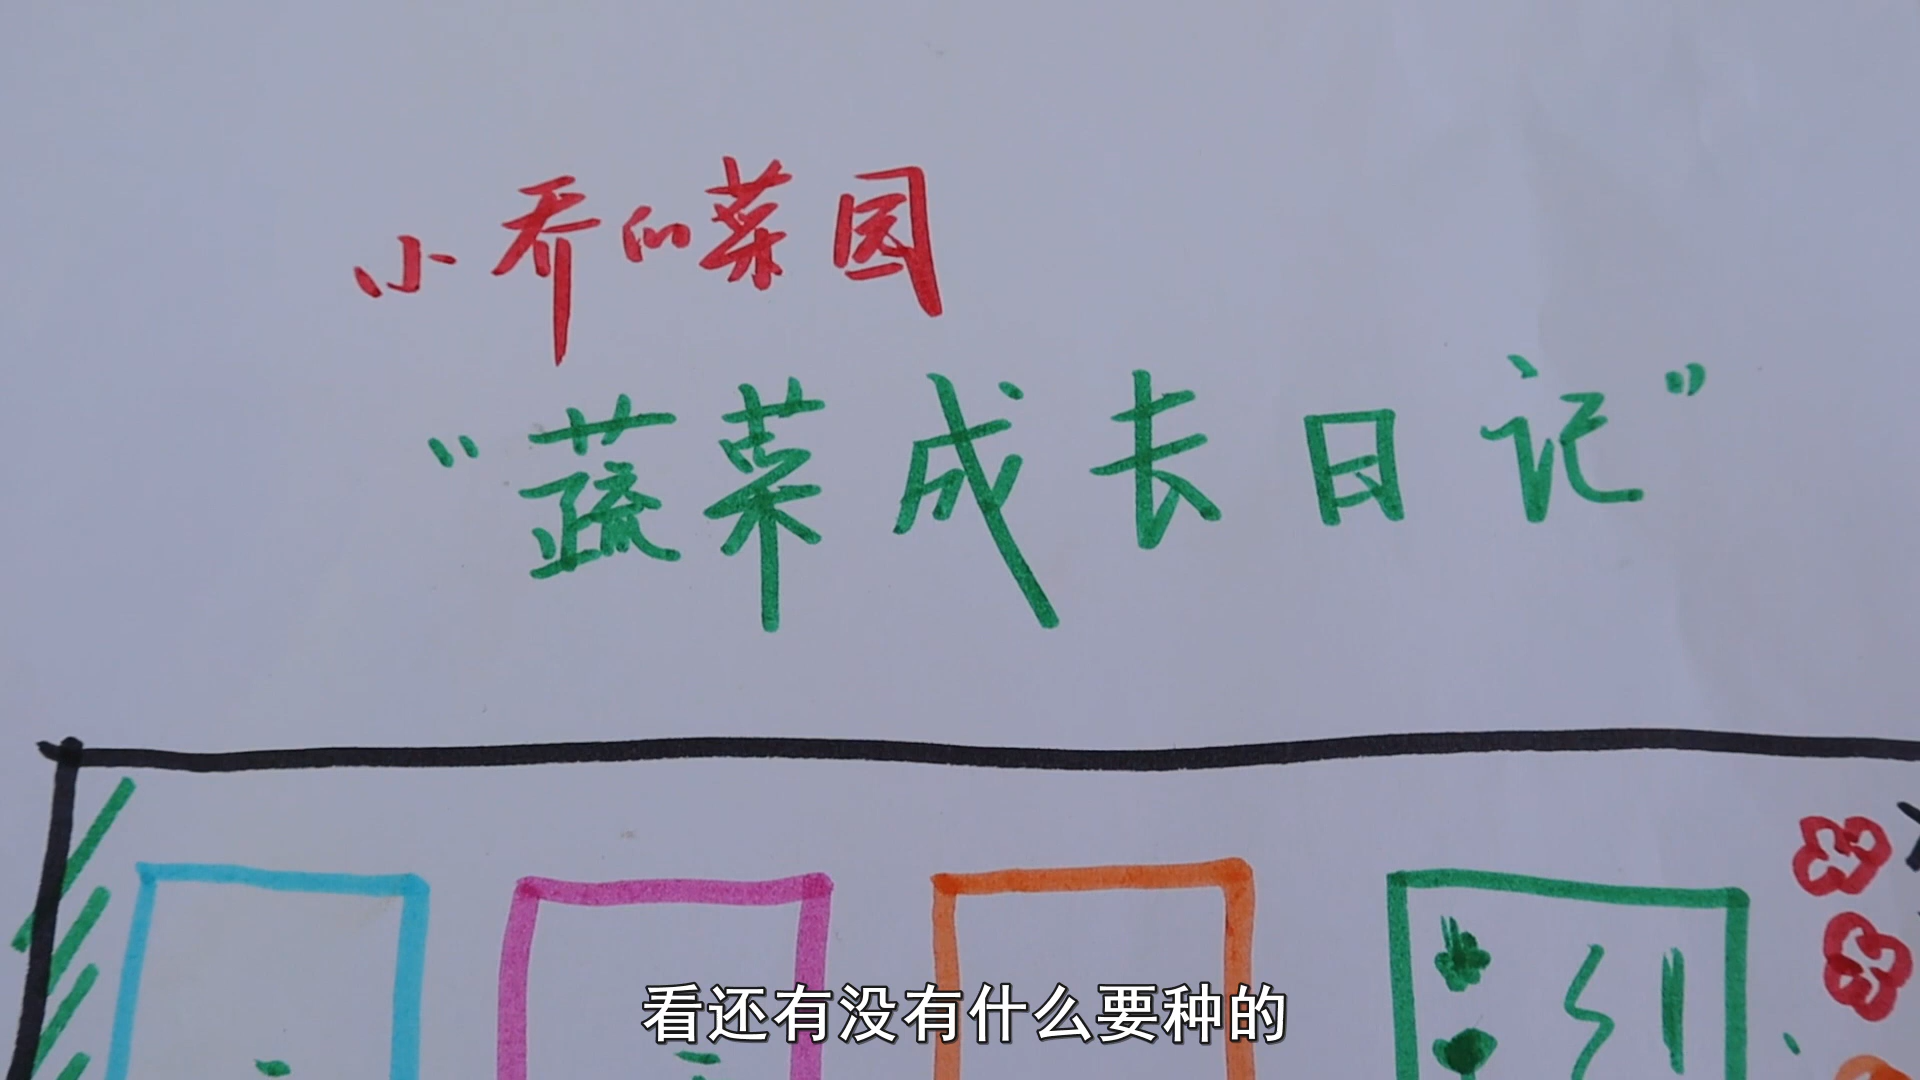 小乔的菜园
“蔬菜成长日记”
看还有没有什么要种的